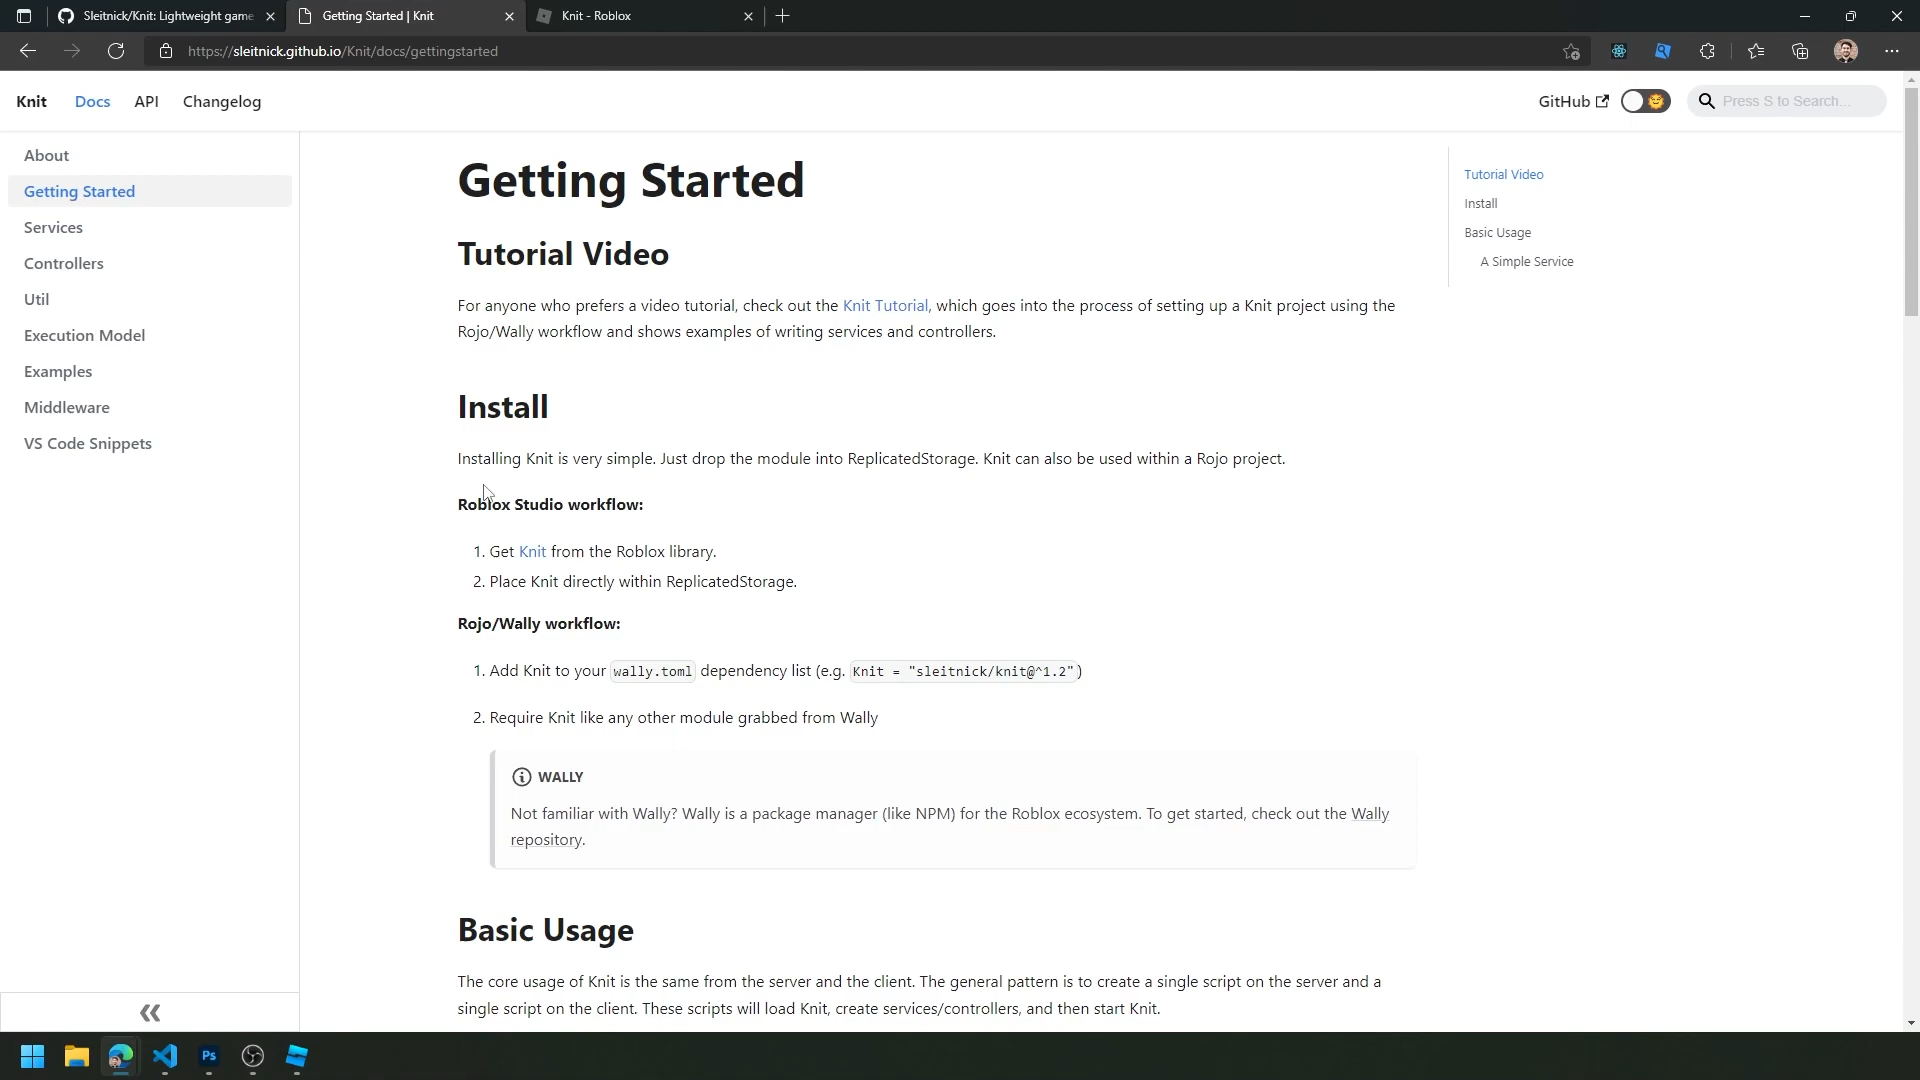 Sleitnick/Knit: Lightweight game
Getting Started | Knit
Knit - Roblox
https://sleitnick.github.io/Knit/docs/gettingstarted
Knit
Docs
API
Changelog
GitHub
Press S to Search...
About
Getting Started
Services
Controllers
Util
Execution Model
Examples
Middleware
VS Code Snippets
Getting Started
Tutorial Video
For anyone who prefers a video tutorial, check out the Knit Tutorial, which goes into the process of setting up a Knit project using the
Rojo/Wally workflow and shows examples of writing services and controllers.
Install
Installing Knit is very simple. Just drop the module into ReplicatedStorage. Knit can also be used within a Rojo project.
Roblox Studio workflow:
1. Get Knit from the Roblox library.
2. Place Knit directly within ReplicatedStorage.
Rojo/Wally workflow:
1. Add Knit to your wally.toml dependency list (e.g. Knit = "sleitnick/knit@^1.2")
2. Require Knit like any other module grabbed from Wally
WALLY
Not familiar with Wally? Wally is a package manager (like NPM) for the Roblox ecosystem. To get started, check out the Wally
repository.
Basic Usage
The core usage of Knit is the same from the server and the client. The general pattern is to create a single script on the server and a
single script on the client. These scripts will load Knit, create services/controllers, and then start Knit.
Tutorial Video
Install
Basic Usage
A Simple Service
Ps